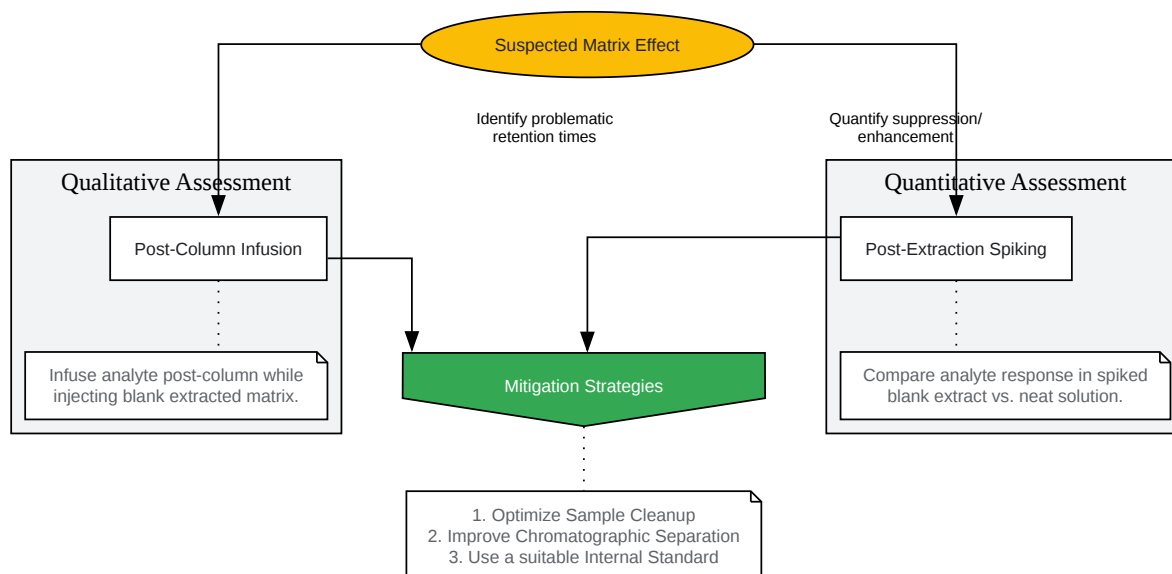 Suspected Matrix Effect
Identify problematic
retention times
Quantify suppression/
enhancement
Qualitative Assessment
Post-Column Infusion
Infuse analyte post-column while
injecting blank extracted matrix.
Quantitative Assessment
Post-Extraction Spiking
Compare analyte response in spiked
blank extract vs. neat solution.
Mitigation Strategies
1. Optimize Sample Cleanup
2. Improve Chromatographic Separation
3. Use a suitable Internal Standard